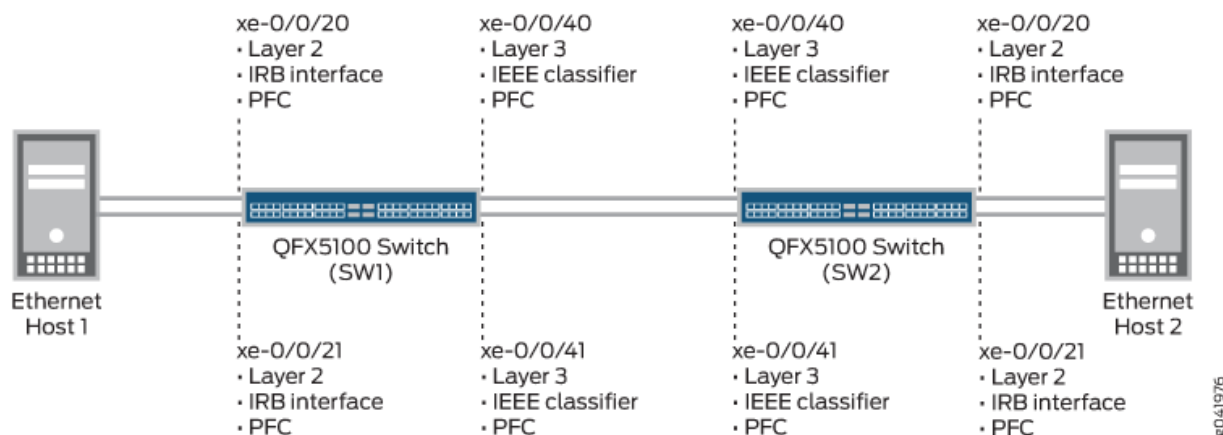 xe-0/0/20
· Layer 2
· IRB interface
· PFC
xe-0/0/40
· Layer 3
· IEEE classifier
· PFC
xe-0/0/40
· Layer 3
· IEEE classifier
· PFC
xe-0/0/20
· Layer 2
· IRB interface
· PFC
Ethernet
Host 1
QFX5100 Switch
(SW1)
QFX5100 Switch
(SW2)
Ethernet
Host 2
xe-0/0/21
· Layer 2
· IRB interface
· PFC
xe-0/0/41
· Layer 3
· IEEE classifier
· PFC
xe-0/0/41
· Layer 3
· IEEE classifier
· PFC
xe-0/0/21
· Layer 2
· IRB interface
· PFC
g041976